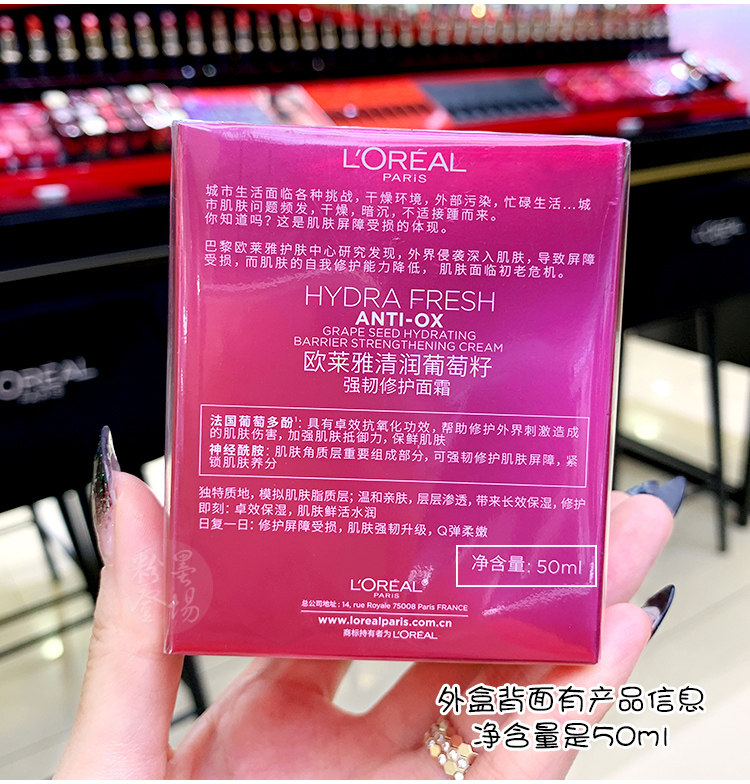 L'ORÉAL
PARIS
城市生活面临各种挑战，干燥环境，外部污染，忙碌生活...城
市肌肤问题频发，干燥，暗沉，不适接踵而来。
你知道吗？这是肌肤屏障受损的体现。
巴黎欧莱雅护肤中心研究发现，外界侵袭深入肌肤，导致屏障
受损，而肌肤的自我修护能力降低，肌肤面临初老危机。
HYDRA FRESH
ANTI-OX
GRAPE SEED HYDRATING
BARRIER STRENGTHENING CREAM
欧莱雅清润葡萄籽
强韧修护面霜
法国葡萄多酚¹：具有卓效抗氧化功效，帮助修护外界刺激造成
的肌肤伤害，加强肌肤抵御力，保鲜肌肤
神经酰胺：肌肤角质层重要组成部分，可强韧修护肌肤屏障，紧
锁肌肤养分
独特质地，模拟肌肤脂质层；温和亲肤，层层渗透，带来长效保湿，修护
即刻：卓效保湿，肌肤鲜活水润
日复一日：修护屏障受损，肌肤强韧升级，Q弹柔嫩
净含量：50ml
L'ORÉAL
PARIS
总公司地址：14, rue Royale 75008 Paris FRANCE
www.lorealparis.com.cn
商标持有者为 L'ORÉAL
粉墨
登场
外盒背面有产品信息
净含量是50ml